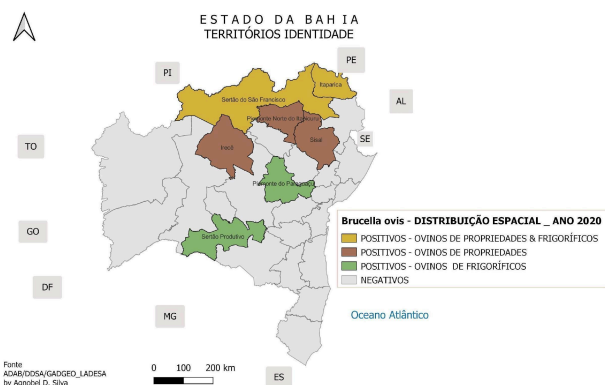 ESTADO DA BAHIA
TERRITÓRIOS IDENTIDADE
PE
PI
Itaparica
Sertão do São Francisco
AL
Piemonte Norte do Itapicuru
Sisal
SE
Irecê
TO
Piemonte do Paraguaçu
Brucella ovis - DISTRIBUIÇÃO ESPACIAL _ ANO 2020
POSITIVOS - OVINOS DE PROPRIEDADES & FRIGORÍFICOS
POSITIVOS - OVINOS DE PROPRIEDADES
POSITIVOS - OVINOS DE FRIGORÍFICOS
NEGATIVOS
GO
Sertão Produtivo
DF
MG
Oceano Atlântico
Fonte
ADAB/DDSA/GADGEO_LADESA
by Agnobel D. Silva
0 100 200 km
ES